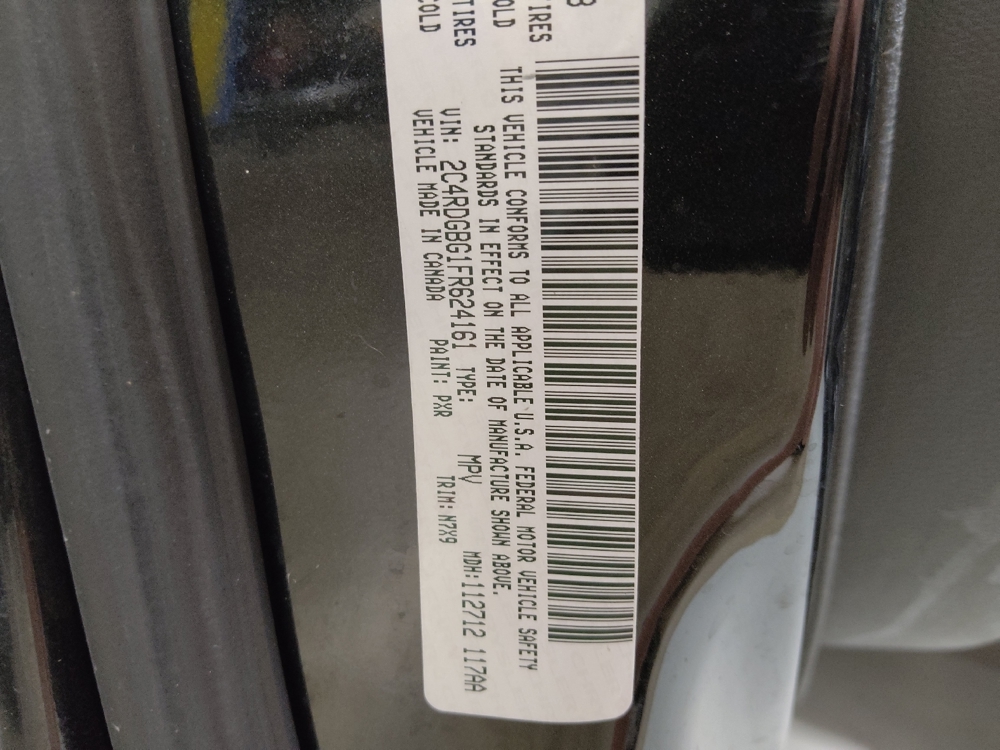 8
TIRES
OLD
TIRES
COLD
THIS VEHICLE CONFORMS TO ALL APPLICABLE U.S.A. FEDERAL MOTOR VEHICLE SAFETY
STANDARDS IN EFFECT ON THE DATE OF MANUFACTURE SHOWN ABOVE.
VIN: 2C4RDGBG1FR624161 TYPE: MPV MDH:112712 117AA
VEHICLE MADE IN CANADA PAINT: PXR TRIM: N7X9